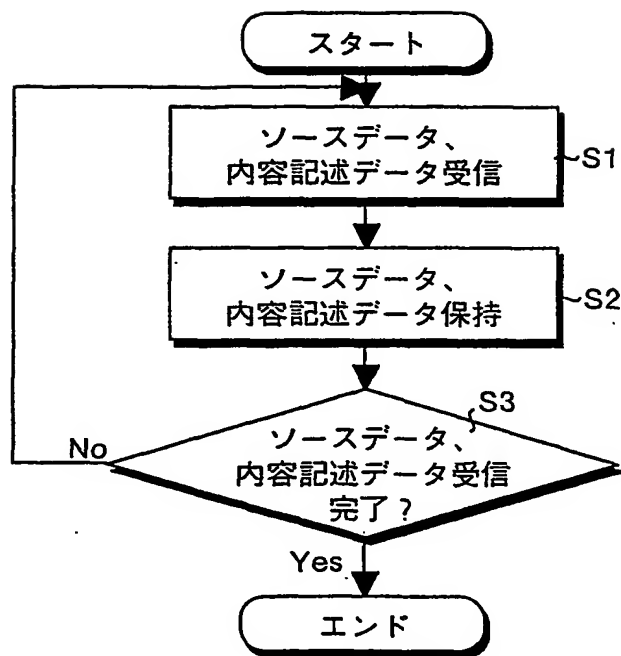 スタート
ソースデータ、
内容記述データ受信
S1
ソースデータ、
内容記述データ保持
S2
S3
ソースデータ、
内容記述データ受信
完了？
No
Yes
エンド